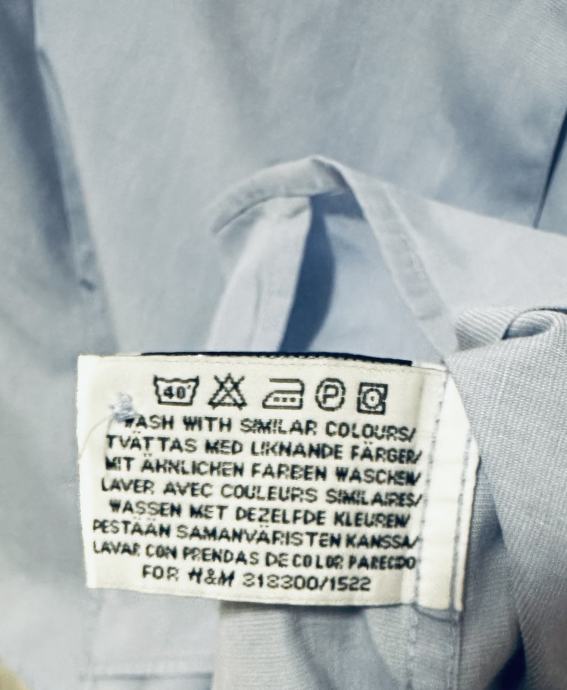 40°
P
WASH WITH SIMILAR COLOURS/
TVÄTTAS MED LIKNANDE FÄRGER/
MIT ÄHNLICHEN FARBEN WASCHEN/
LAVER AVEC COULEURS SIMILAIRES/
WASSEN MET DEZELFDE KLEUREN/
PESTÄÄN SAMANVÄRISTEN KANSSA/
LAVAR CON PRENDAS DE COLOR PARECIDO
FOR H&M 318300/1522